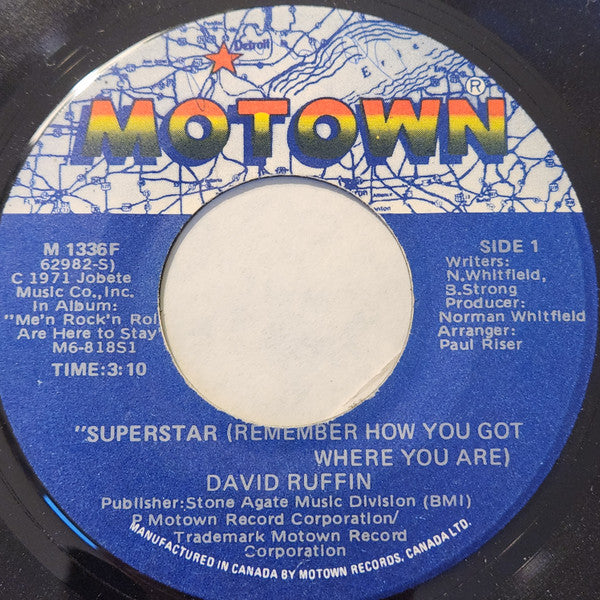 Detroit
MOTOWN®
M 1336F
62982-S)
C 1971 Jobete
Music Co., Inc.
In Album:
"Me'n Rock'n Rol
Are Here to Stay
M6-818S1
TIME:3:10
SIDE 1
Writers:
N.Whitfield,
B.Strong
Producer:
Norman Whitfield
Arranger:
Paul Riser
"SUPERSTAR (REMEMBER HOW YOU GOT
WHERE YOU ARE)
DAVID RUFFIN
Publisher:Stone Agate Music Division (BMI)
P Motown Record Corporation/
Trademark Motown Record
Corporation
MANUFACTURED IN CANADA BY MOTOWN RECORDS, CANADA LTD.